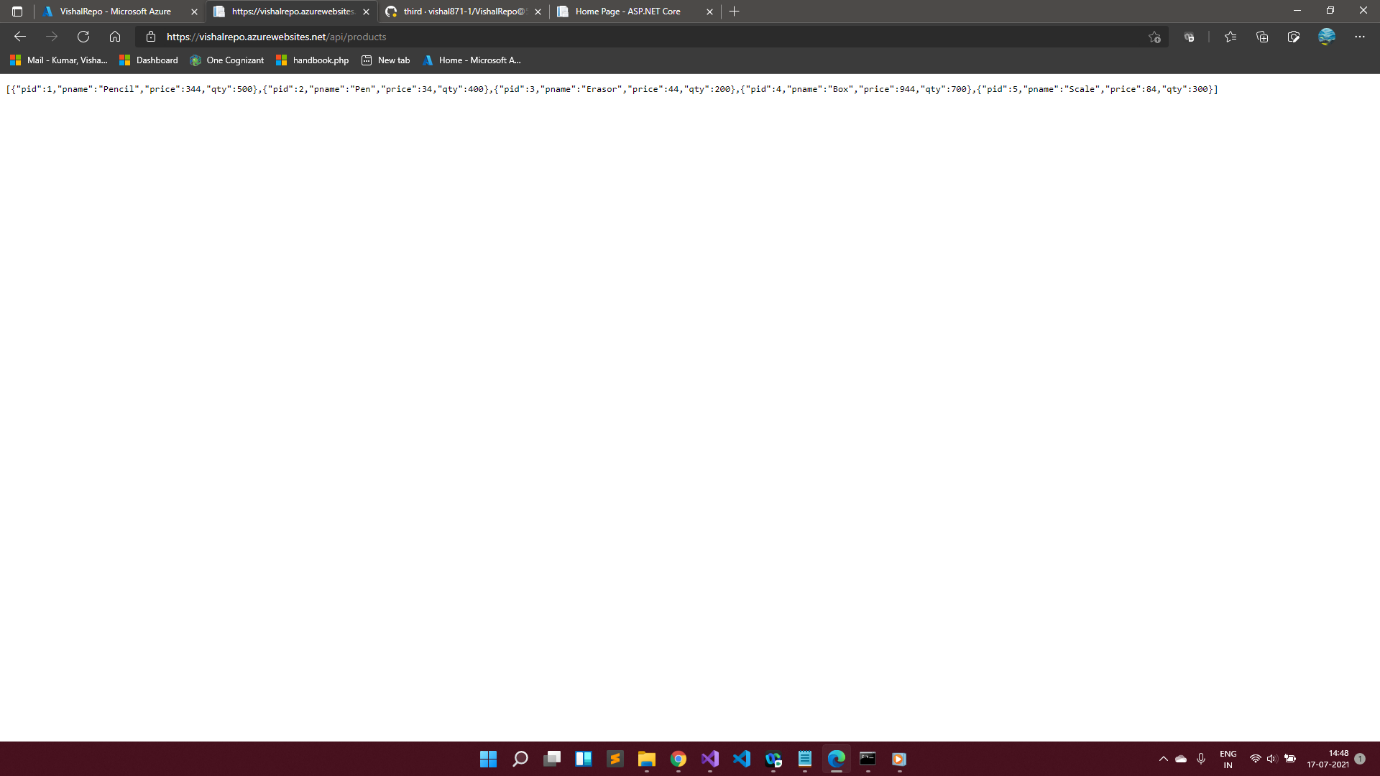 VishalRepo - Microsoft Azure
https://vishalrepo.azurewebsites.
third · vishal871-1/VishalRepo@
Home Page - ASP.NET Core
https://vishalrepo.azurewebsites.net/api/products
Mail - Kumar, Visha...
Dashboard
One Cognizant
handbook.php
New tab
Home - Microsoft A...
[{"pid":1,"pname":"Pencil","price":344,"qty":500},{"pid":2,"pname":"Pen","price":34,"qty":400},{"pid":3,"pname":"Erasor","price":44,"qty":200},{"pid":4,"pname":"Box","price":944,"qty":700},{"pid":5,"pname":"Scale","price":84,"qty":300}]
ENG
IN
14:48
17-07-2021
1